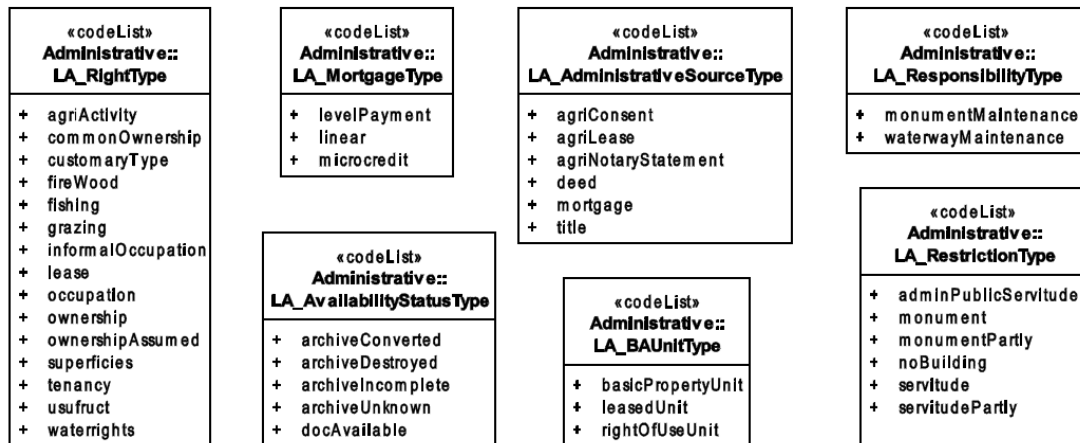 «codeList»
Administrative::
LA_RightType
+ agriActivity
+ commonOwnership
+ customaryType
+ fireWood
+ fishing
+ grazing
+ informalOccupation
+ lease
+ occupation
+ ownership
+ ownershipAssumed
+ superficies
+ tenancy
+ usufruct
+ waterrights
«codeList»
Administrative::
LA_MortgageType
+ levelPayment
+ linear
+ microcredit
«codeList»
Administrative::
LA_AvailabilityStatusType
+ archiveConverted
+ archiveDestroyed
+ archiveIncomplete
+ archiveUnknown
+ docAvailable
«codeList»
Administrative::
LA_AdministrativeSourceType
+ agriConsent
+ agriLease
+ agriNotaryStatement
+ deed
+ mortgage
+ title
«codeList»
Administrative::
LA_BAUnitType
+ basicPropertyUnit
+ leasedUnit
+ rightOfUseUnit
«codeList»
Administrative::
LA_ResponsibilityType
+ monumentMaintenance
+ waterwayMaintenance
«codeList»
Administrative::
LA_RestrictionType
+ adminPublicServitude
+ monument
+ monumentPartly
+ noBuilding
+ servitude
+ servitudePartly